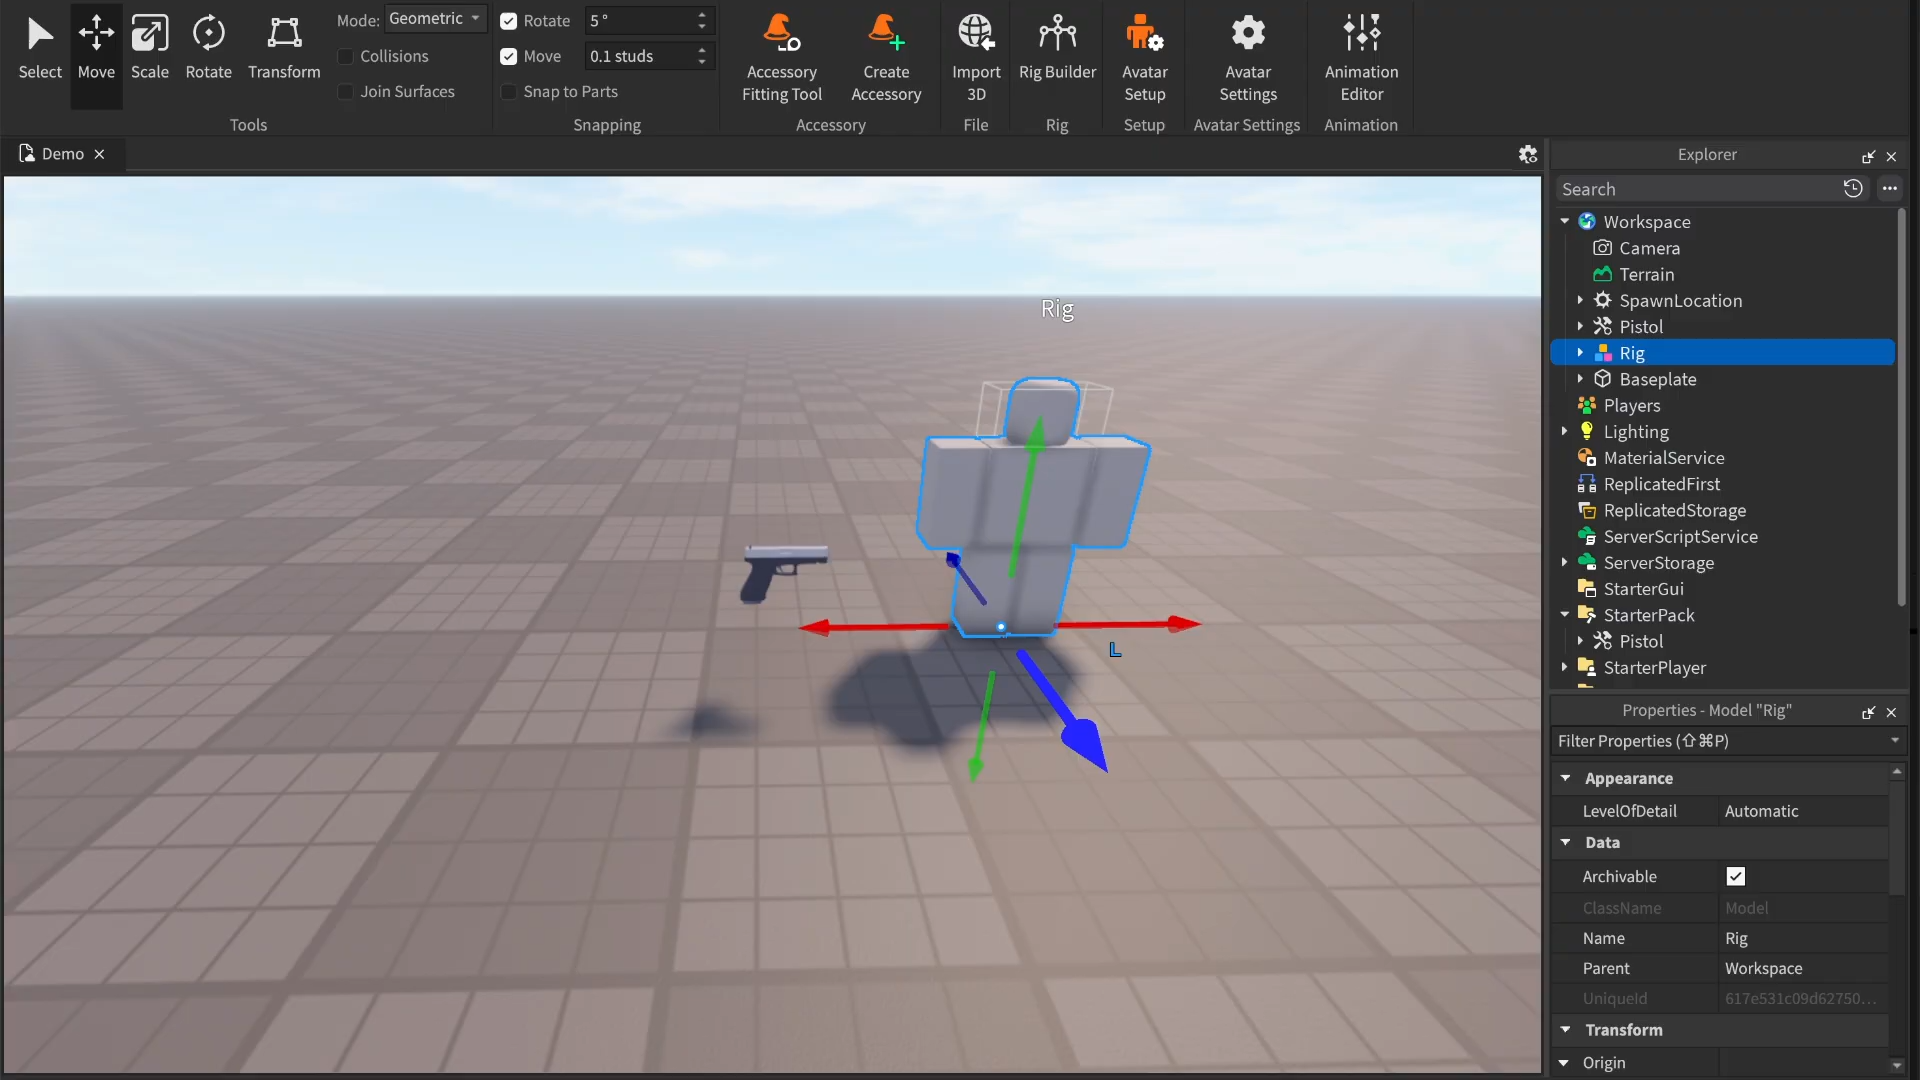 Select
Move
Scale
Rotate
Transform
Mode: Geometric
Collisions
Join Surfaces
Tools
Rotate 5°
Move 0.1 studs
Snap to Parts
Snapping
Accessory Fitting Tool
Create Accessory
Accessory
Import 3D
File
Rig Builder
Rig
Avatar Setup
Setup
Avatar Settings
Avatar Settings
Animation Editor
Animation
Demo
Rig
L
Explorer
Search
Workspace
Camera
Terrain
SpawnLocation
Pistol
Rig
Baseplate
Players
Lighting
MaterialService
ReplicatedFirst
ReplicatedStorage
ServerScriptService
ServerStorage
StarterGui
StarterPack
Pistol
StarterPlayer
Properties - Model "Rig"
Filter Properties (⇧⌘P)
Appearance
LevelOfDetail Automatic
Data
Archivable
ClassName Model
Name Rig
Parent Workspace
UniqueId 617e531c09d62750...
Transform
Origin